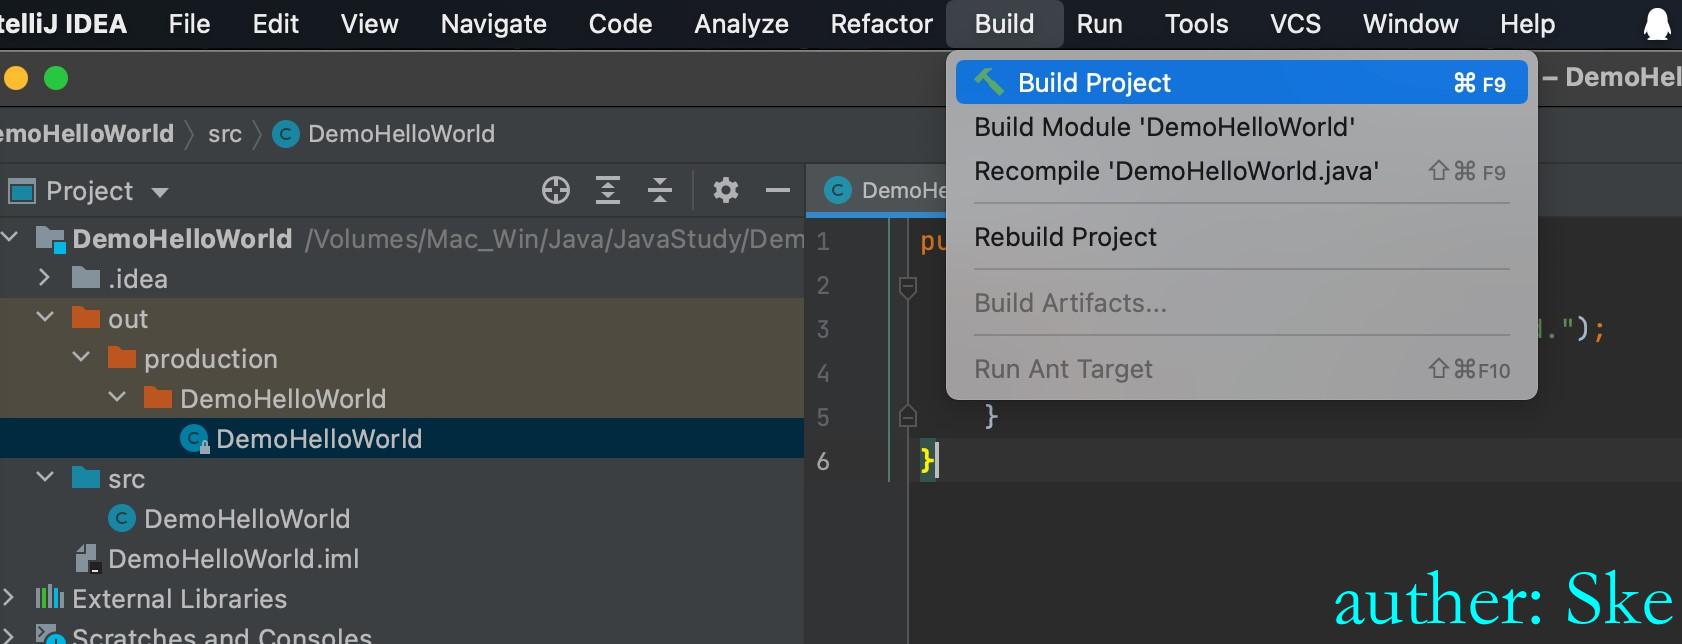 telliJ IDEA File Edit View Navigate Code Analyze Refactor Build Run Tools VCS Window Help
– DemoHel
emoHelloWorld src DemoHelloWorld
Project
DemoHelloWorld /Volumes/Mac_Win/Java/JavaStudy/Dem
.idea
out
production
DemoHelloWorld
DemoHelloWorld
src
DemoHelloWorld
DemoHelloWorld.iml
External Libraries
Scratches and Consoles
DemoHe
Build Project ⌘ F9
Build Module 'DemoHelloWorld'
Recompile 'DemoHelloWorld.java' ⇧⌘ F9
Rebuild Project
Build Artifacts...
Run Ant Target ⇧⌘F10
1 pu
2
3 d.");
4
5 }
6 }
auther: Ske